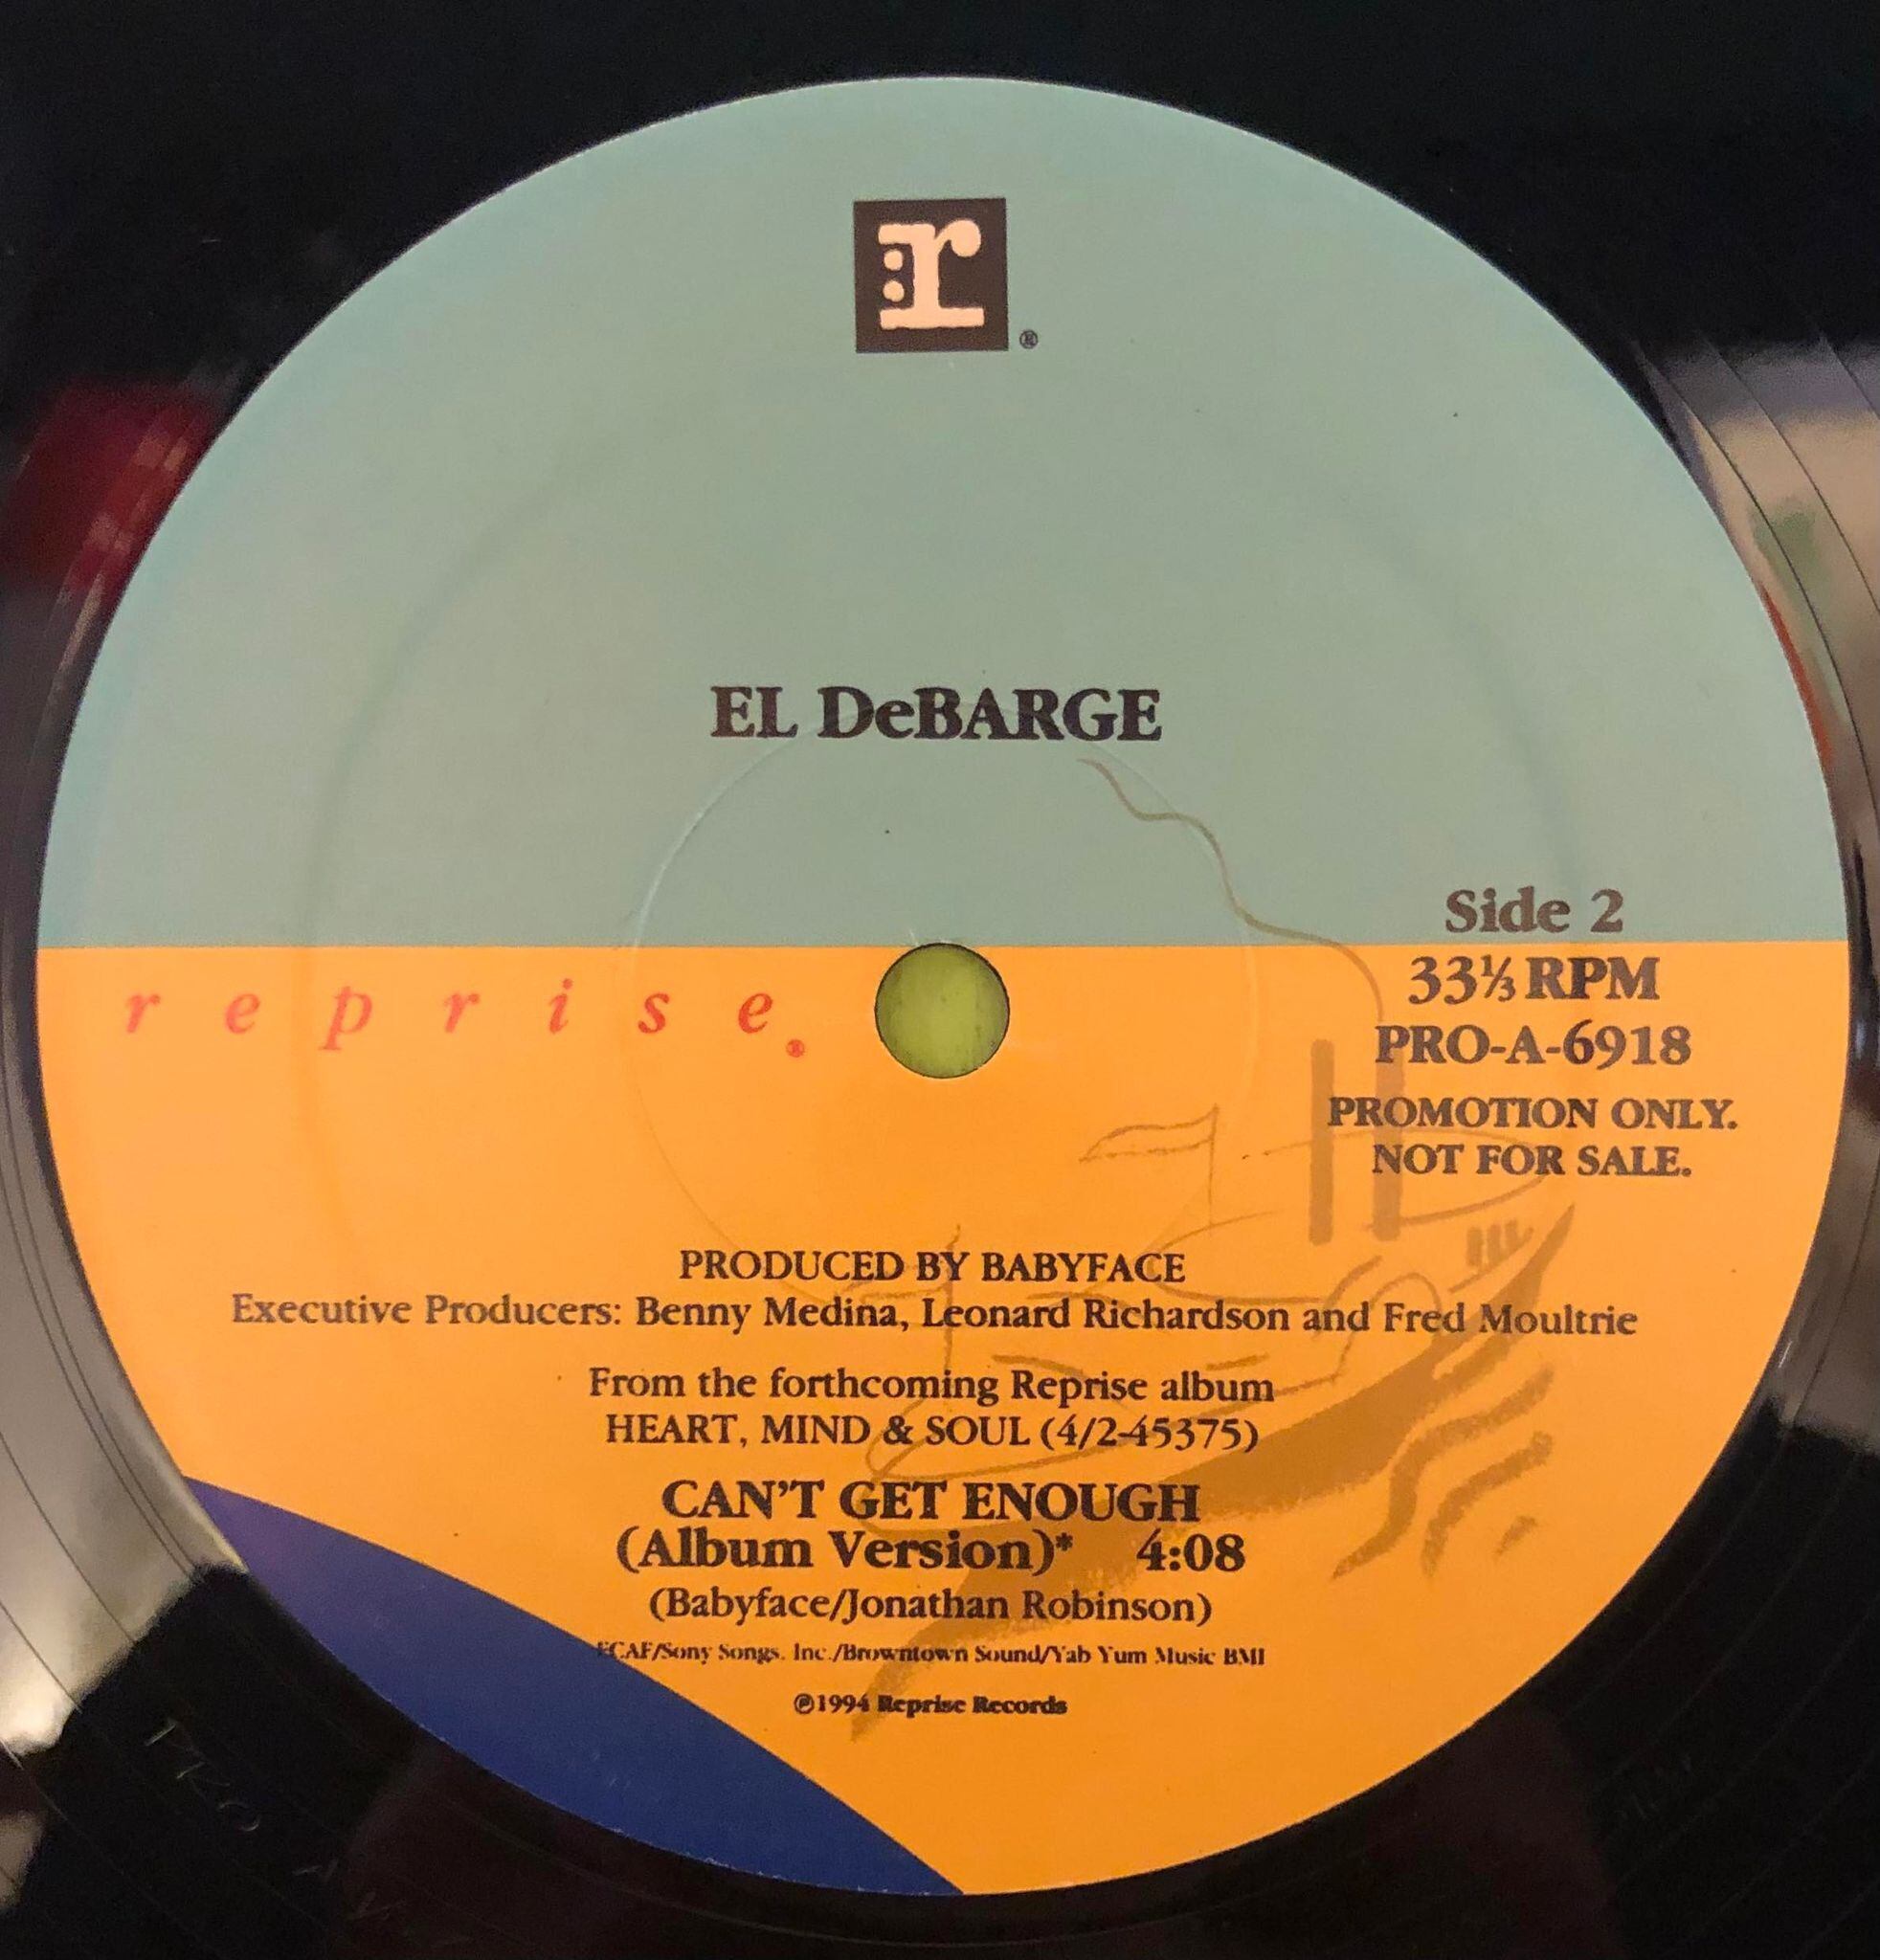 r®
EL DeBARGE
Side 2
reprise®
33⅓ RPM
PRO-A-6918
PROMOTION ONLY.
NOT FOR SALE.
PRODUCED BY BABYFACE
Executive Producers: Benny Medina, Leonard Richardson and Fred Moultrie
From the forthcoming Reprise album
HEART, MIND & SOUL (4/2-45375)
CAN'T GET ENOUGH
(Album Version)* 4:08
(Babyface/Jonathan Robinson)
ECAF/Sony Songs, Inc./Browntown Sound/Yab Yum Music BMI
℗1994 Reprise Records